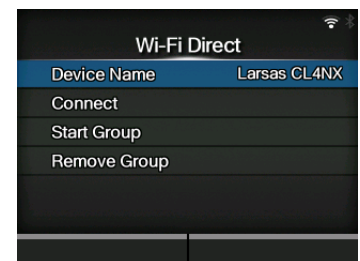 Wi-Fi Direct
Device Name Larsas CL4NX
Connect
Start Group
Remove Group